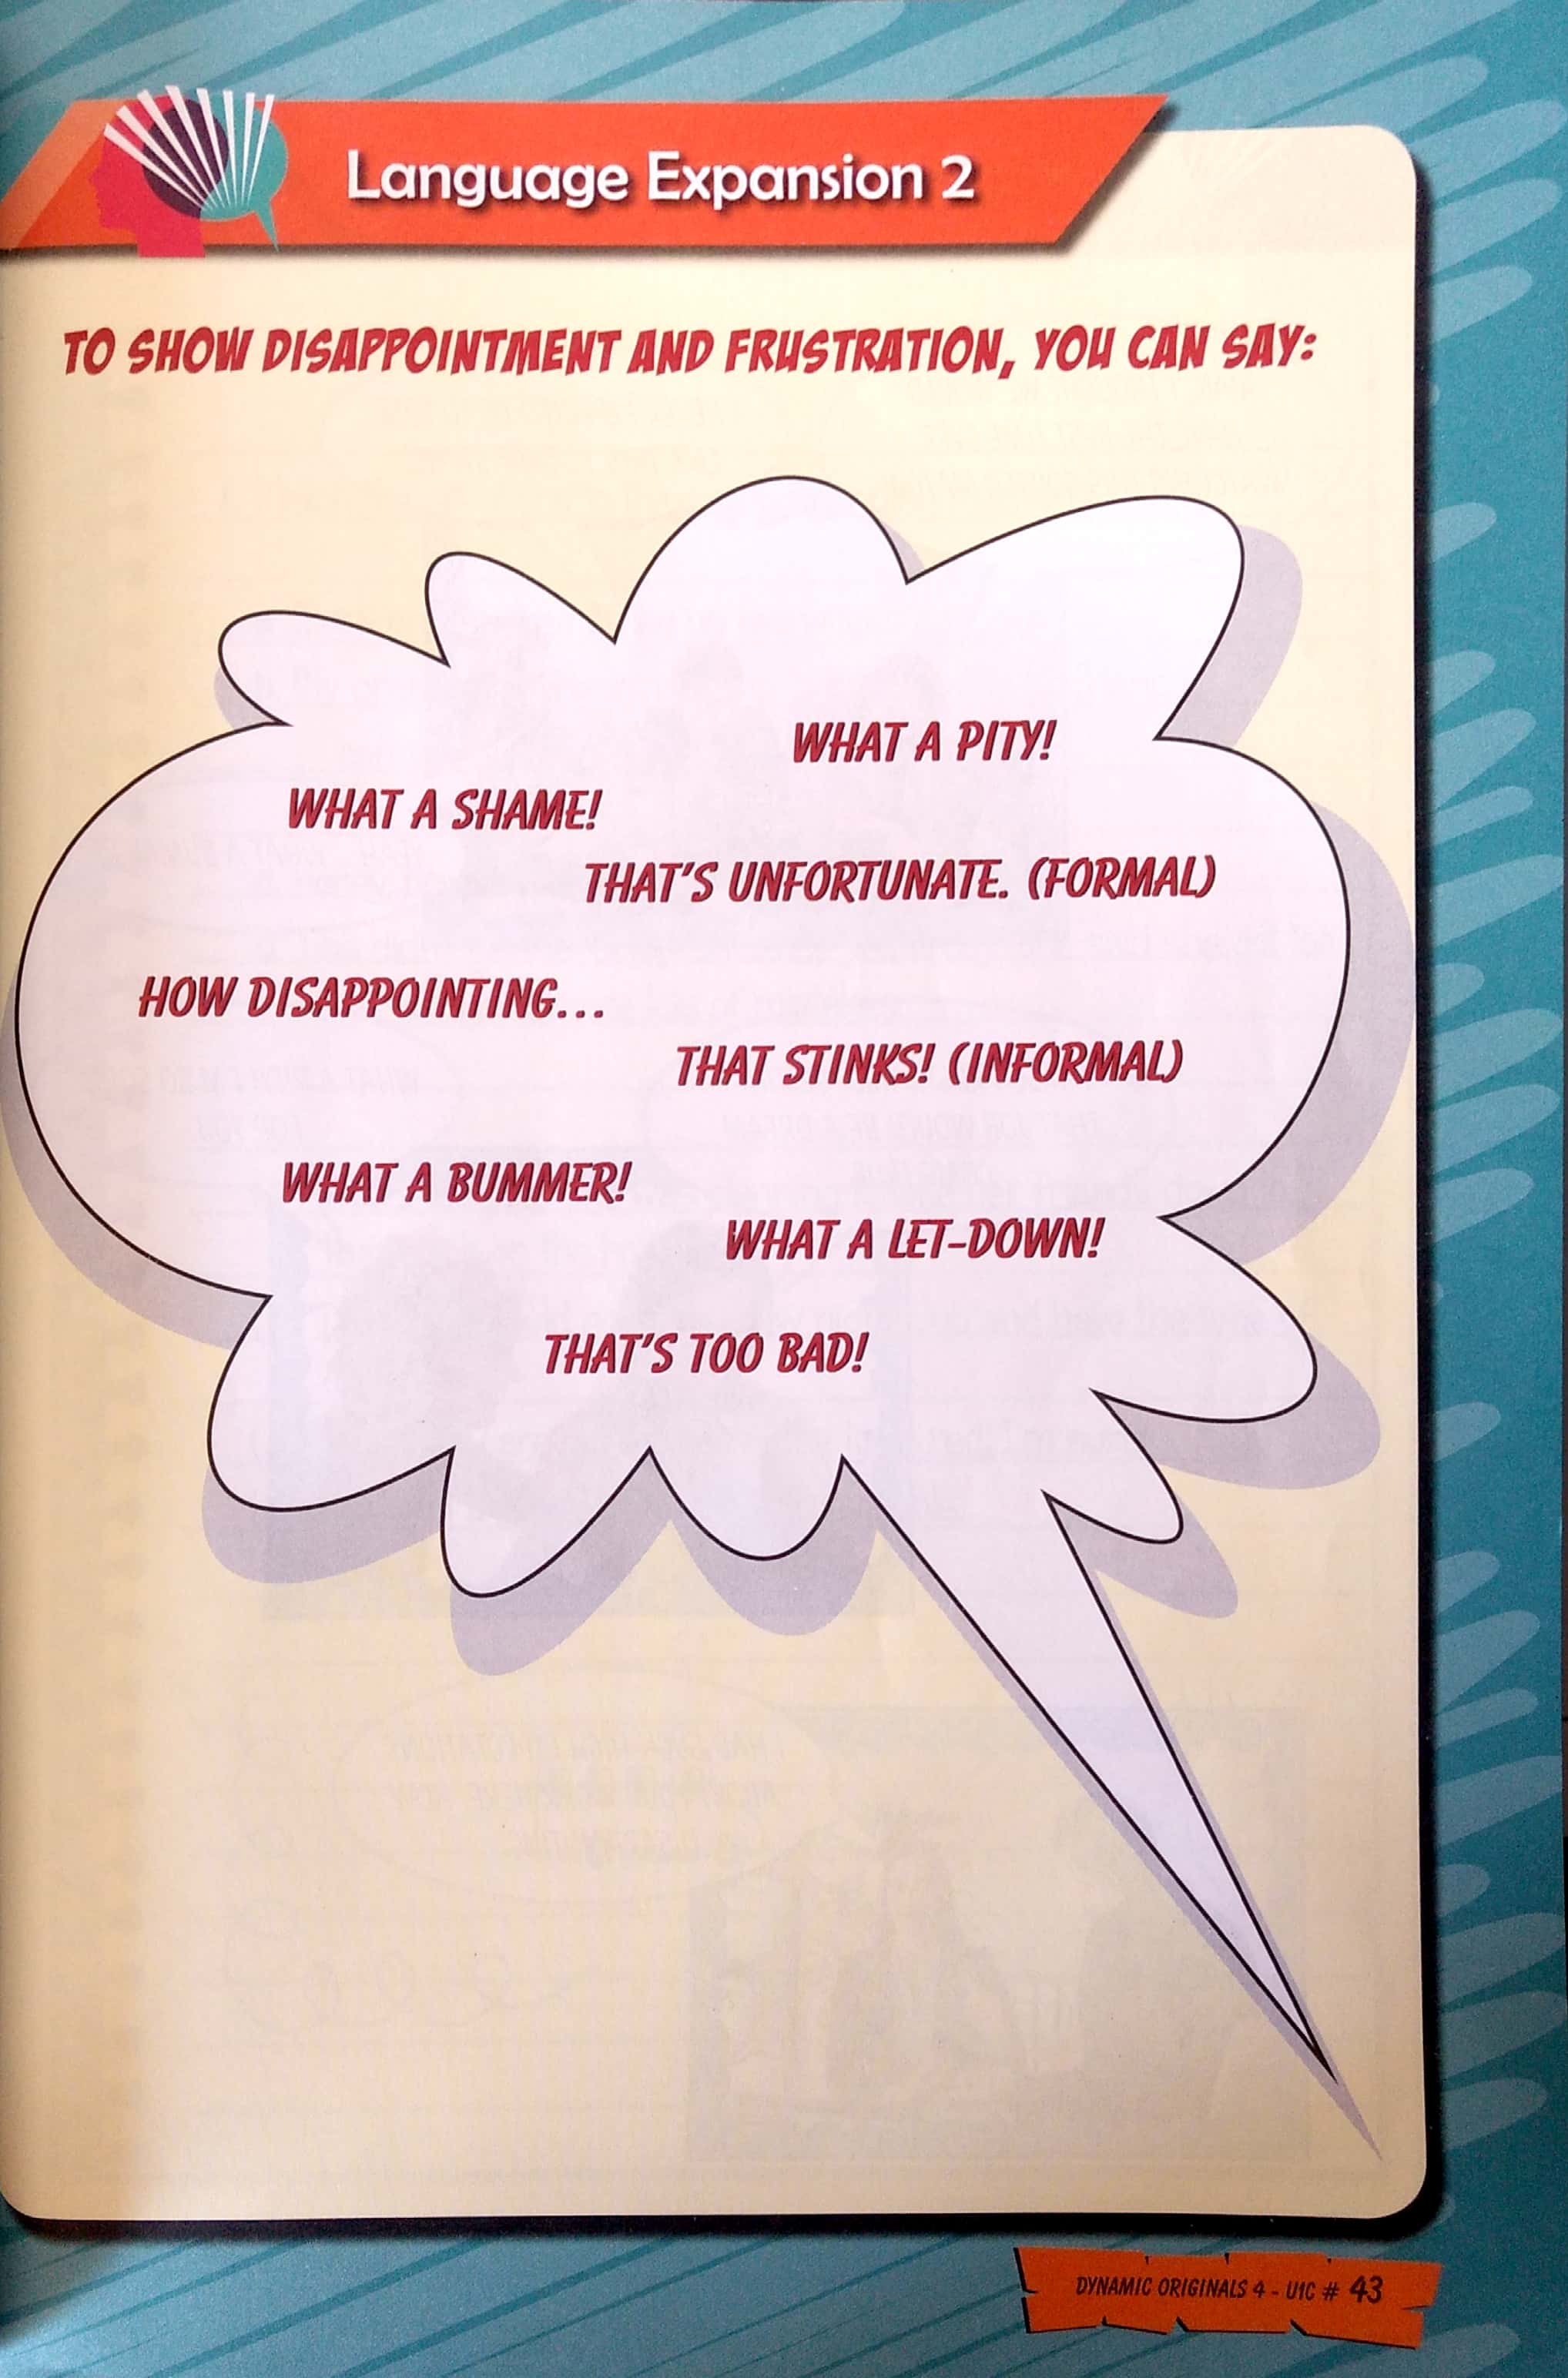 Language Expansion 2
TO SHOW DISAPPOINTMENT AND FRUSTRATION, YOU CAN SAY:
WHAT A PITY!
WHAT A SHAME!
THAT'S UNFORTUNATE. (FORMAL)
HOW DISAPPOINTING...
THAT STINKS! (INFORMAL)
WHAT A BUMMER!
WHAT A LET-DOWN!
THAT'S TOO BAD!
DYNAMIC ORIGINALS 4 - U1C # 43